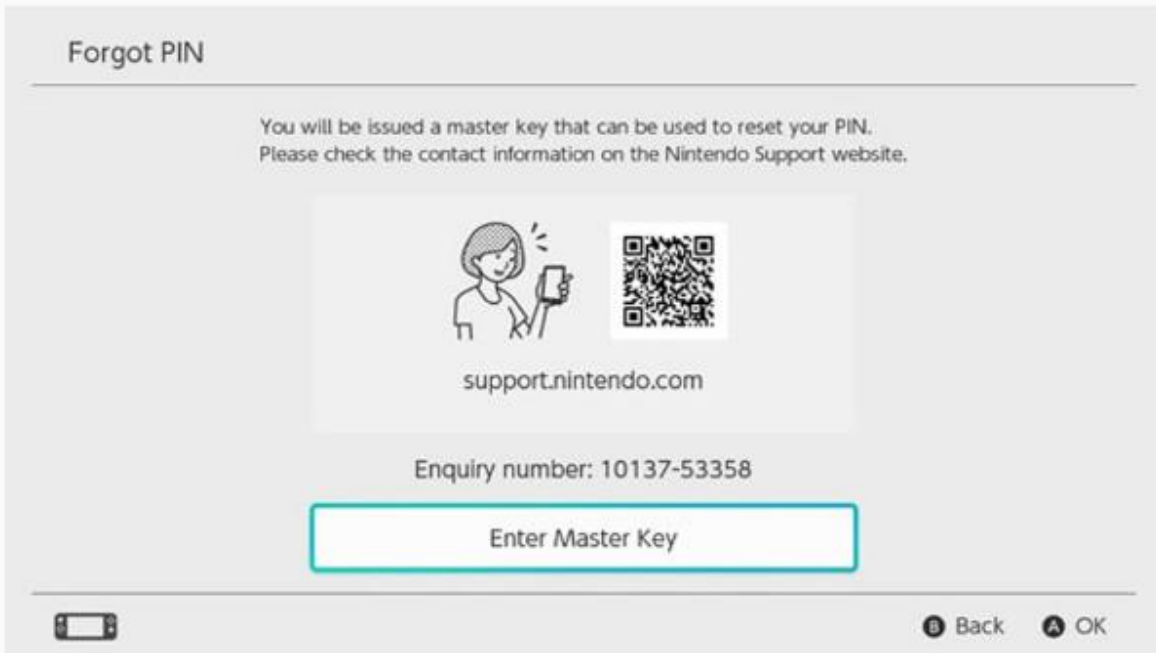 Forgot PIN
You will be issued a master key that can be used to reset your PIN.
Please check the contact information on the Nintendo Support website.
support.nintendo.com
Enquiry number: 10137-53358
Enter Master Key
B Back A OK